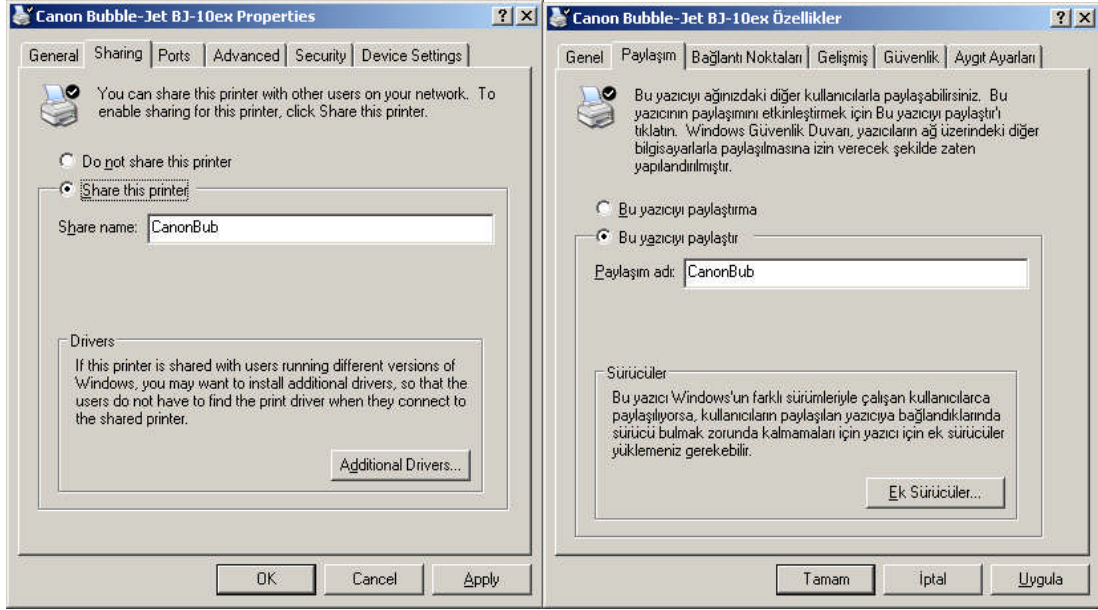 Canon Bubble-Jet BJ-10ex Properties
General Sharing Ports Advanced Security Device Settings
You can share this printer with other users on your network. To
enable sharing for this printer, click Share this printer.
Do not share this printer
Share this printer
Share name: CanonBub
Drivers
If this printer is shared with users running different versions of
Windows, you may want to install additional drivers, so that the
users do not have to find the print driver when they connect to
the shared printer.
Additional Drivers...
OK Cancel Apply
Canon Bubble-Jet BJ-10ex Özellikler
Genel Paylaşım Bağlantı Noktaları Gelişmiş Güvenlik Aygıt Ayarları
Bu yazıcıyı ağınızdaki diğer kullanıcılarla paylaşabilirsiniz. Bu
yazıcının paylaşımını etkinleştirmek için Bu yazıcıyı paylaştır'ı
tıklatın. Windows Güvenlik Duvarı, yazıcıların ağ üzerindeki diğer
bilgisayarlarla paylaşılmasına izin verecek şekilde zaten
yapılandırılmıştır.
Bu yazıcıyı paylaştırma
Bu yazıcıyı paylaştır
Paylaşım adı: CanonBub
Sürücüler
Bu yazıcı Windows'un farklı sürümleriyle çalışan kullanıcılarca
paylaşılıyorsa, kullanıcıların paylaşılan yazıcıya bağlandıklarında
sürücü bulmak zorunda kalmamaları için yazıcı için ek sürücüler
yüklemeniz gerekebilir.
Ek Sürücüler...
Tamam İptal Uygula